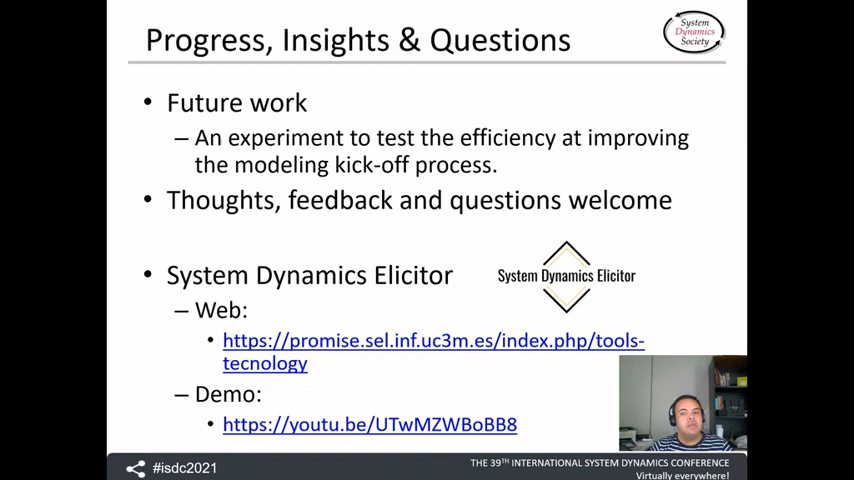 Progress, Insights & Questions
System
Dynamics
Society
• Future work
– An experiment to test the efficiency at improving
the modeling kick-off process.
• Thoughts, feedback and questions welcome
• System Dynamics Elicitor
System Dynamics Elicitor
– Web:
• https://promise.sel.inf.uc3m.es/index.php/tools-
tecnology
– Demo:
• https://youtu.be/UTwMZWBoBB8
#isdc2021
THE 39TH INTERNATIONAL SYSTEM DYNAMICS CONFERENCE
Virtually everywhere!